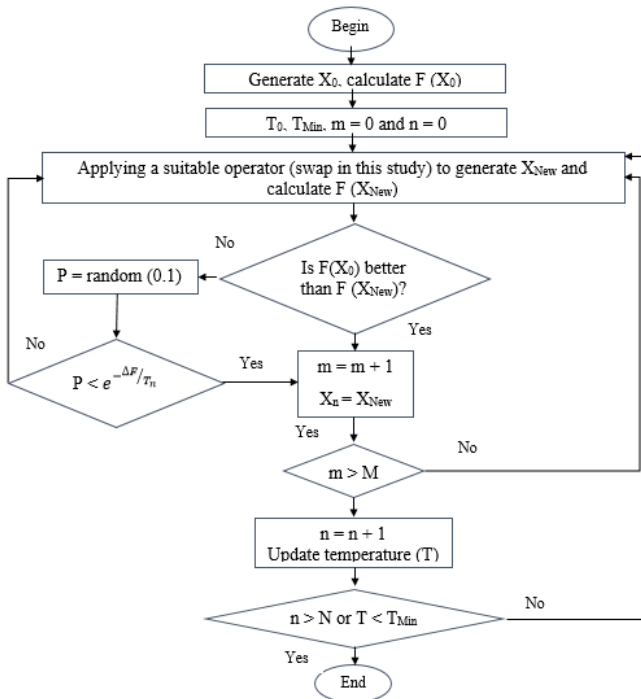 Begin
Generate X₀, calculate F (X₀)
T₀, T_Min, m = 0 and n = 0
Applying a suitable operator (swap in this study) to generate X_New and
calculate F (X_New)
No
Is F(X₀) better
than F (X_New)?
P = random (0.1)
Yes
No
P < e^(-ΔF/T_n)
Yes
m = m + 1
X_n = X_New
Yes
m > M
No
n = n + 1
Update temperature (T)
n > N or T < T_Min
No
Yes
End